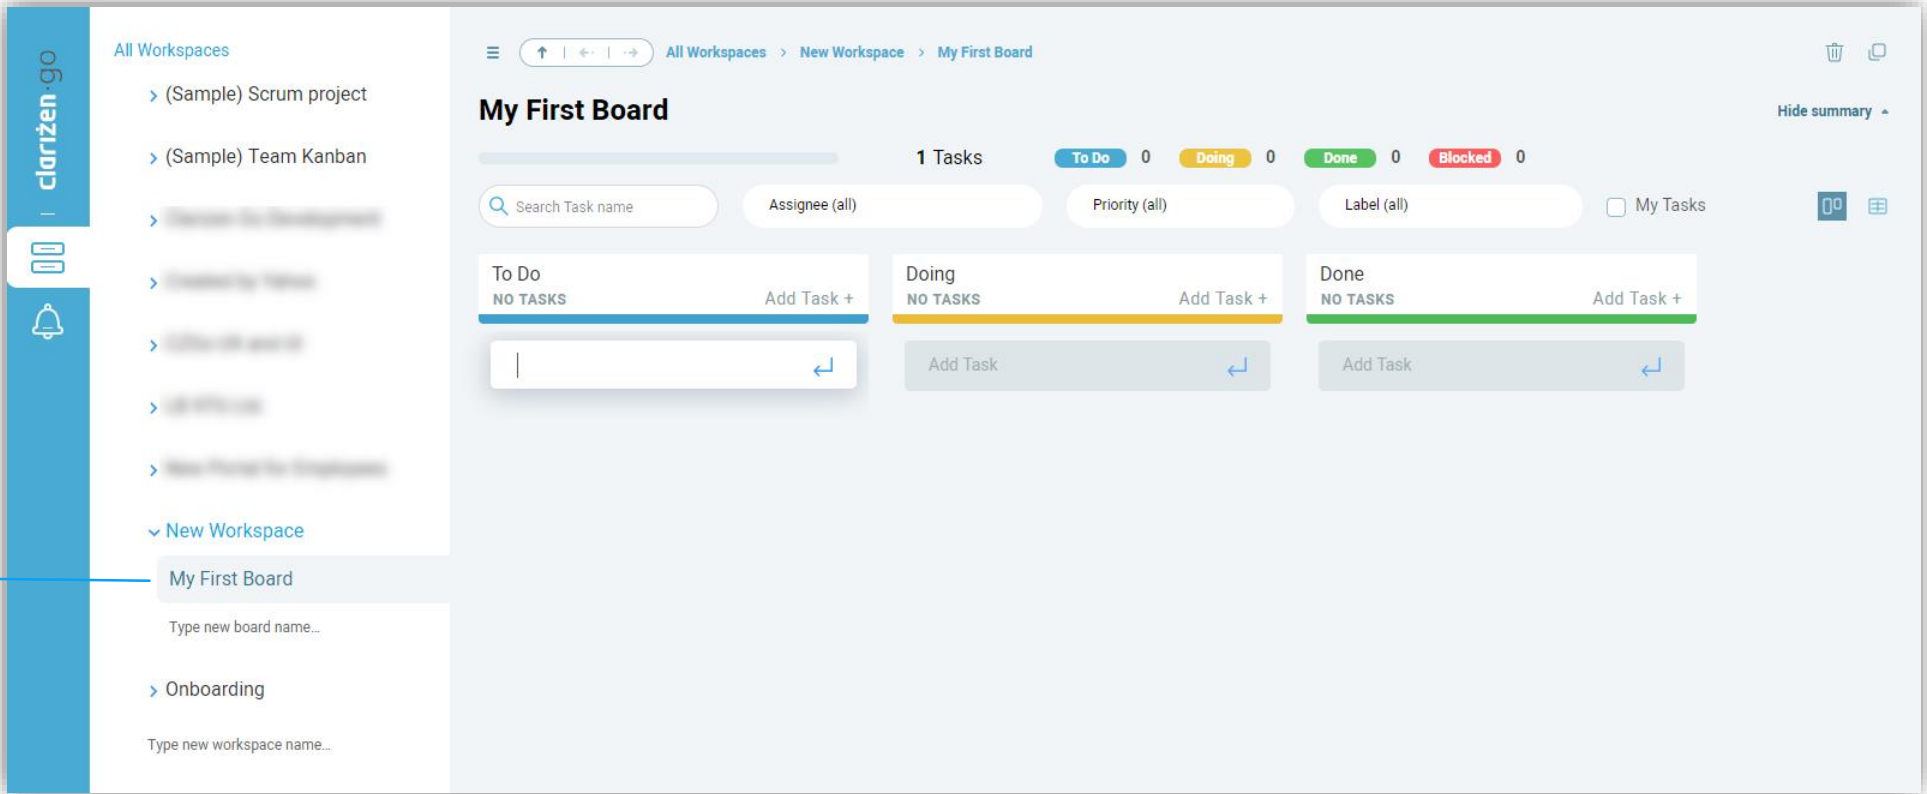 clarizen·go
All Workspaces
(Sample) Scrum project
(Sample) Team Kanban
New Workspace
My First Board
Type new board name...
Onboarding
Type new workspace name...
All Workspaces > New Workspace > My First Board
My First Board
Hide summary
1 Tasks To Do 0 Doing 0 Done 0 Blocked 0
Search Task name Assignee (all) Priority (all) Label (all) My Tasks
To Do
NO TASKS Add Task +
Doing
NO TASKS Add Task +
Add Task
Done
NO TASKS Add Task +
Add Task